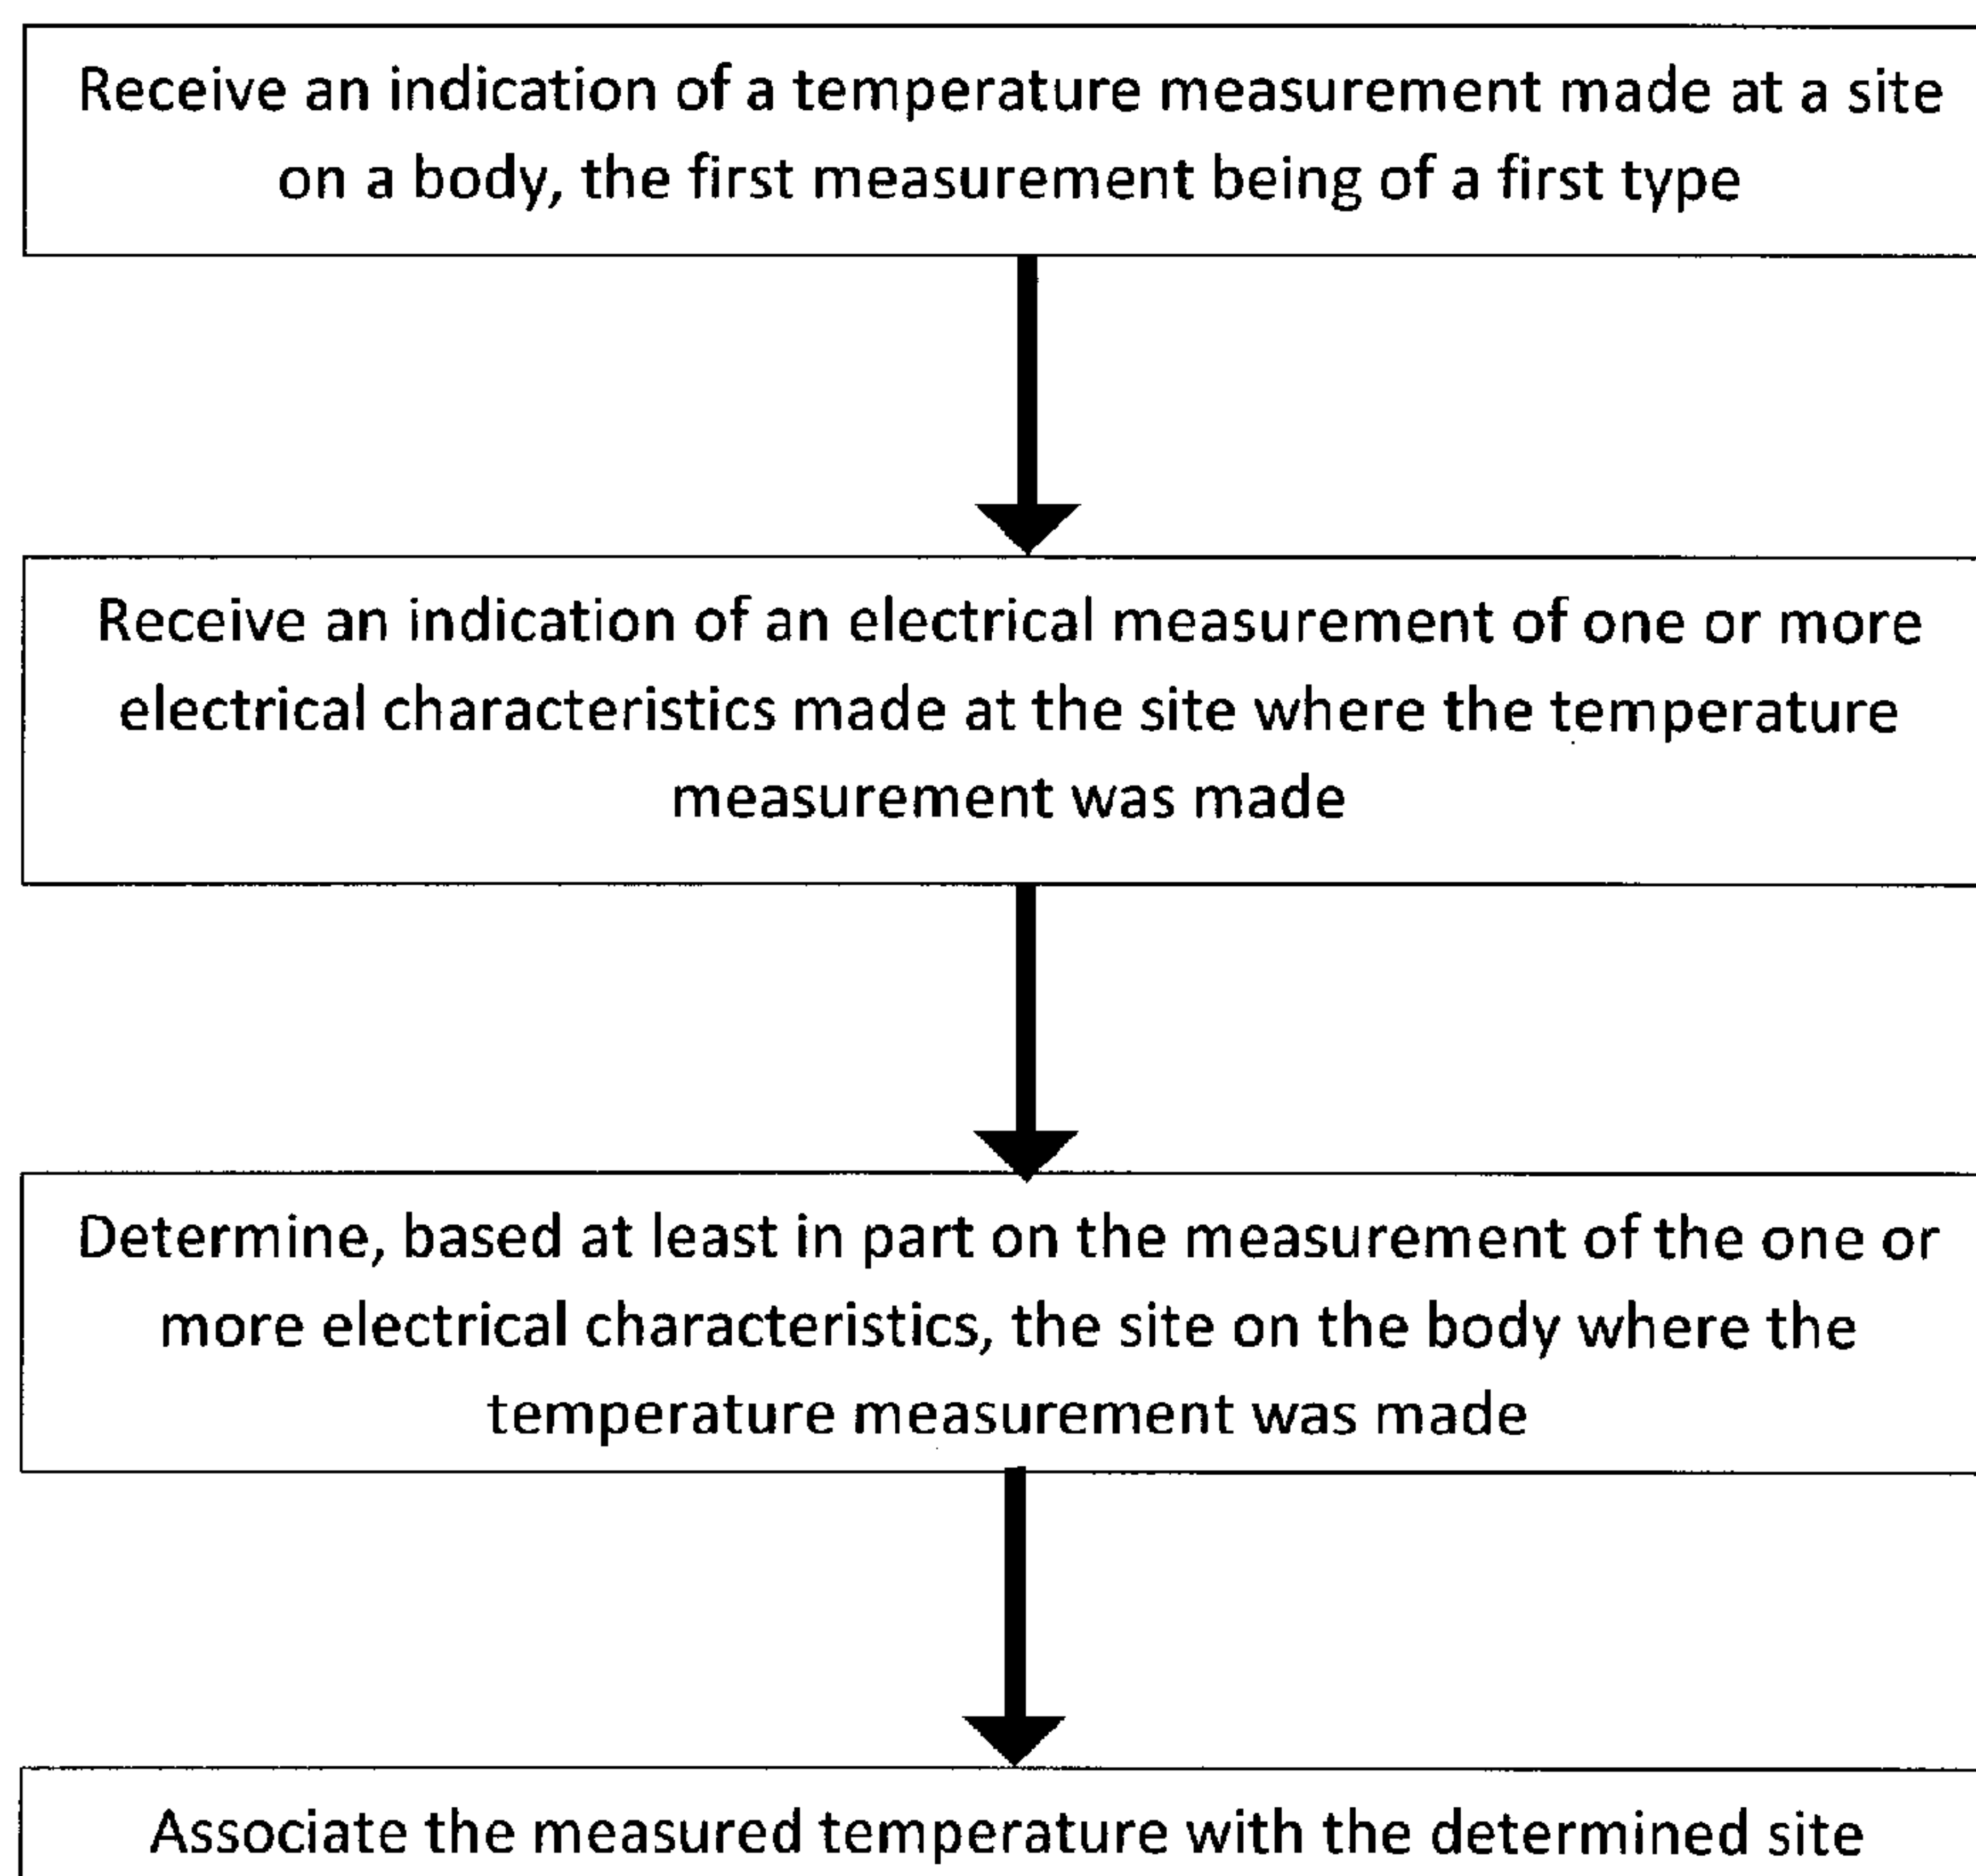 Receive an indication of a temperature measurement made at a site
on a body, the first measurement being of a first type
Receive an indication of an electrical measurement of one or more
electrical characteristics made at the site where the temperature
measurement was made
Determine, based at least in part on the measurement of the one or
more electrical characteristics, the site on the body where the
temperature measurement was made
Associate the measured temperature with the determined site